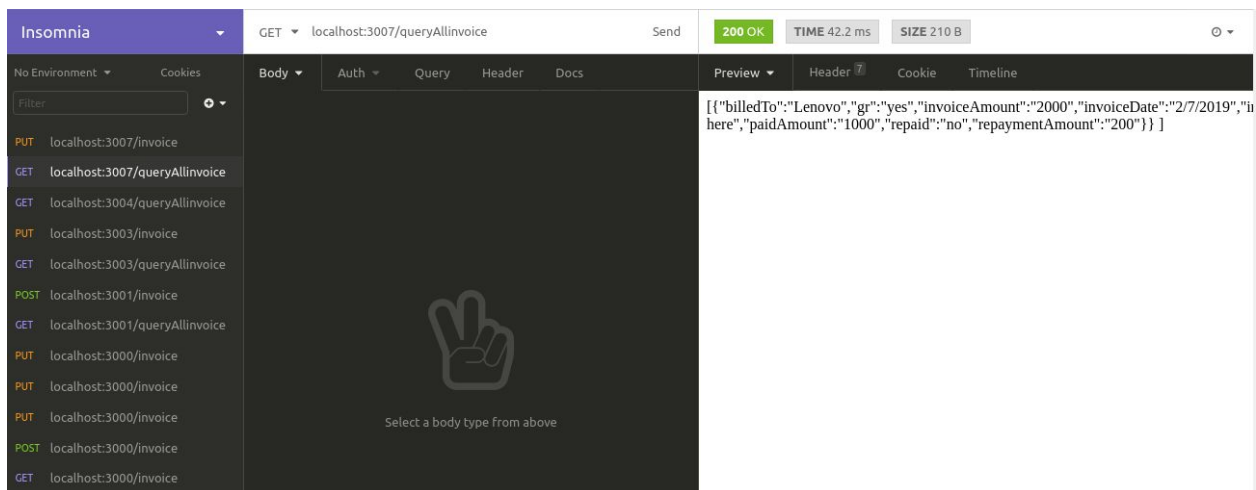 Insomnia
GET localhost:3007/queryAllinvoice Send
200 OK TIME 42.2 ms SIZE 210 B
No Environment Cookies
Body Auth Query Header Docs
Preview Header 7 Cookie Timeline
Filter
[{"billedTo":"Lenovo","gr":"yes","invoiceAmount":"2000","invoiceDate":"2/7/2019",
here","paidAmount":"1000","repaid":"no","repaymentAmount":"200"}} ]
PUT localhost:3007/invoice
GET localhost:3007/queryAllinvoice
GET localhost:3004/queryAllinvoice
PUT localhost:3003/invoice
GET localhost:3003/queryAllinvoice
POST localhost:3001/invoice
GET localhost:3001/queryAllinvoice
PUT localhost:3000/invoice
PUT localhost:3000/invoice
PUT localhost:3000/invoice
POST localhost:3000/invoice
GET localhost:3000/invoice
Select a body type from above